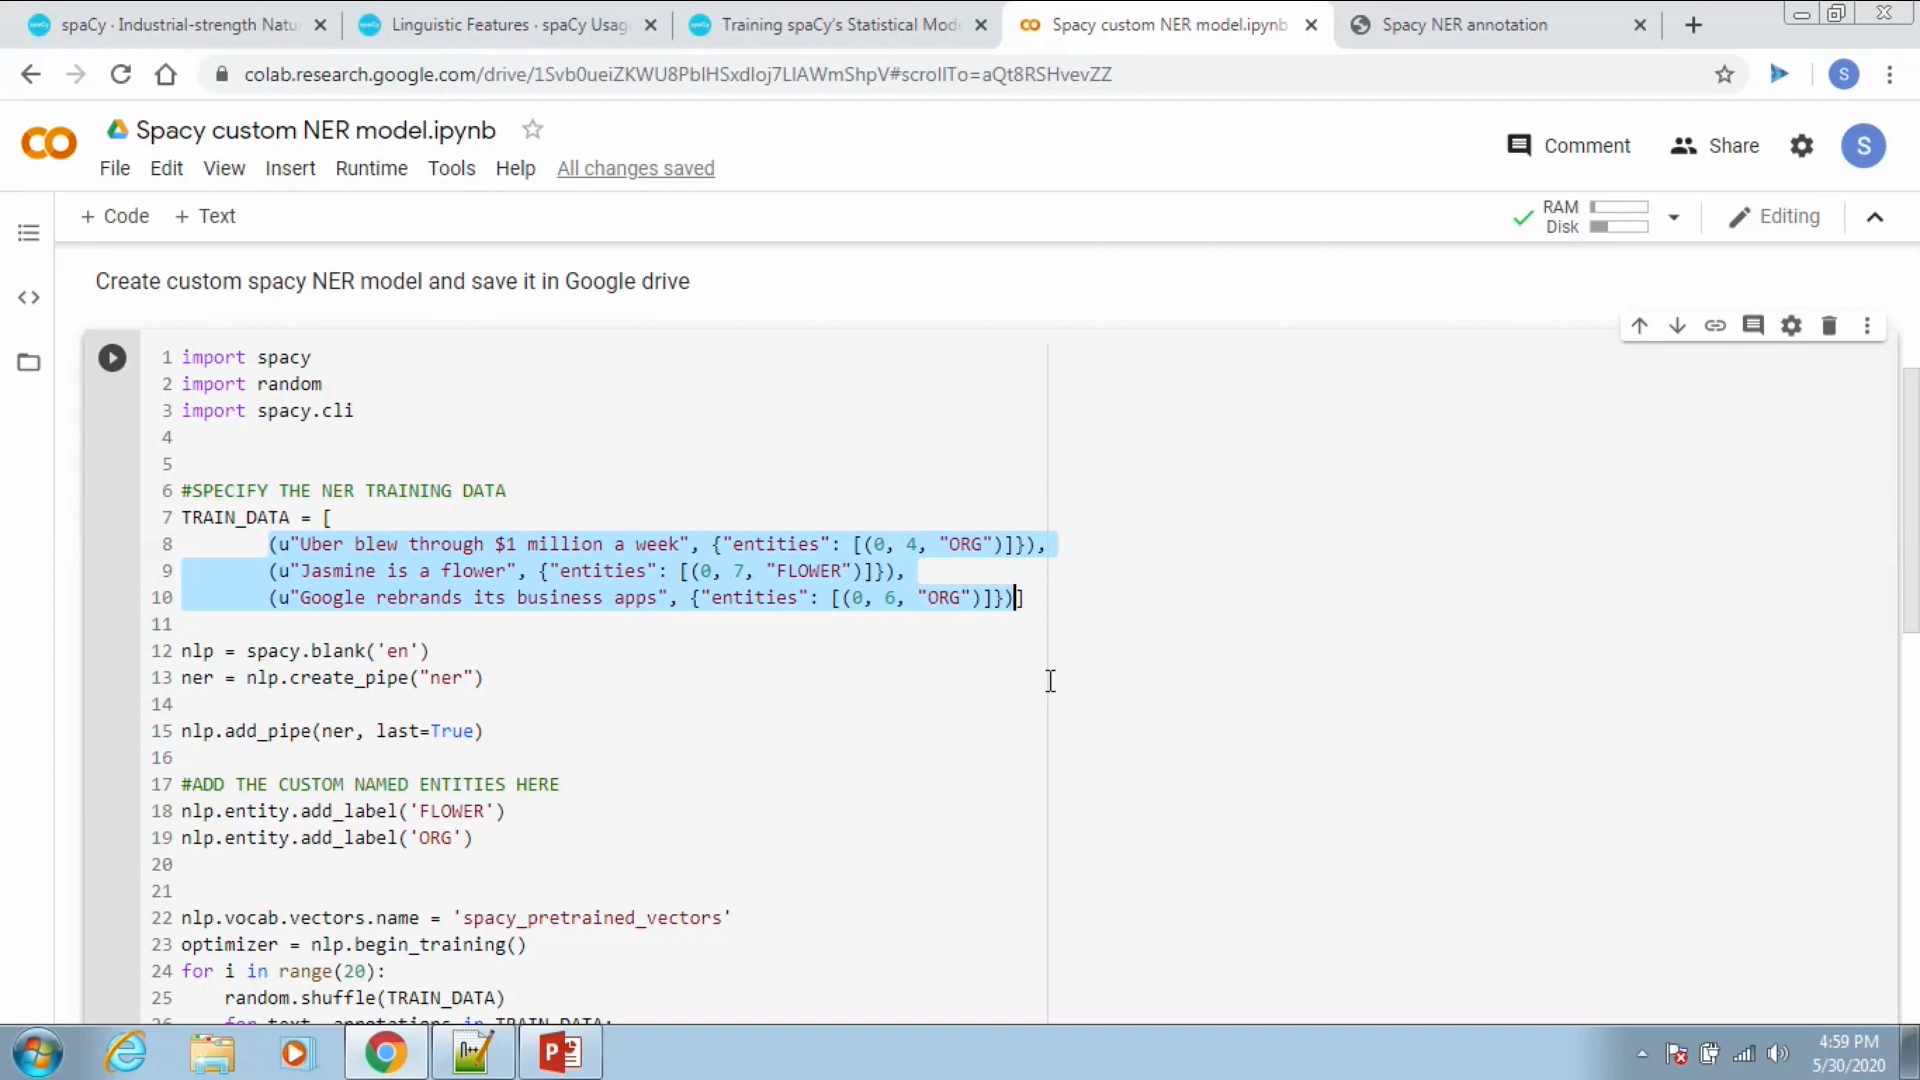 spaCy · Industrial-strength Natu
Linguistic Features · spaCy Usag
Training spaCy's Statistical Mode
Spacy custom NER model.ipynb
Spacy NER annotation
colab.research.google.com/drive/1Svb0ueiZKWU8PbIHSxdIoj7LIAWmShpV#scrollTo=aQt8RSHvevZZ
S
Spacy custom NER model.ipynb
Comment
Share
S
File Edit View Insert Runtime Tools Help All changes saved
+ Code + Text
RAM
Disk
Editing
Create custom spacy NER model and save it in Google drive
1 import spacy
2 import random
3 import spacy.cli
4
5
6 #SPECIFY THE NER TRAINING DATA
7 TRAIN_DATA = [
8 (u"Uber blew through $1 million a week", {"entities": [(0, 4, "ORG")]}),
9 (u"Jasmine is a flower", {"entities": [(0, 7, "FLOWER")]}),
10 (u"Google rebrands its business apps", {"entities": [(0, 6, "ORG")]})]
11
12 nlp = spacy.blank('en')
13 ner = nlp.create_pipe("ner")
14
15 nlp.add_pipe(ner, last=True)
16
17 #ADD THE CUSTOM NAMED ENTITIES HERE
18 nlp.entity.add_label('FLOWER')
19 nlp.entity.add_label('ORG')
20
21
22 nlp.vocab.vectors.name = 'spacy_pretrained_vectors'
23 optimizer = nlp.begin_training()
24 for i in range(20):
25 random.shuffle(TRAIN_DATA)
26 for text, annotations in TRAIN_DATA:
4:59 PM
5/30/2020